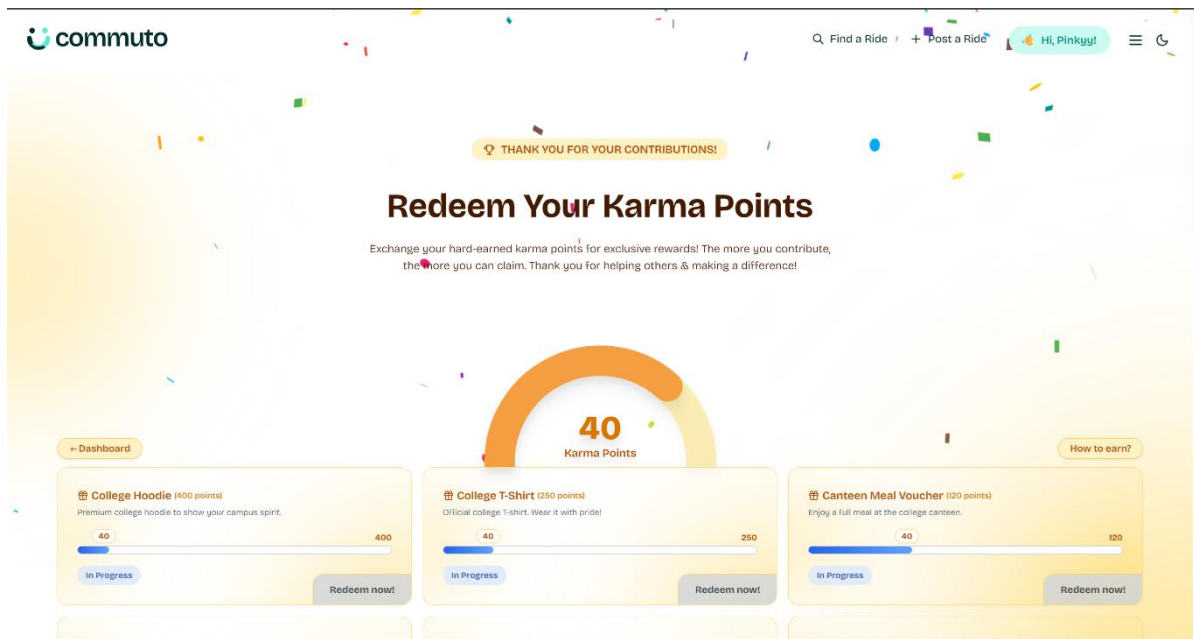 commuto
Find a Ride
Post a Ride
Hi, Pinkyy!
THANK YOU FOR YOUR CONTRIBUTIONS!
Redeem Your Karma Points
Exchange your hard-earned karma points for exclusive rewards! The more you contribute,
the more you can claim. Thank you for helping others & making a difference!
40
Karma Points
← Dashboard
How to earn?
College Hoodie (400 points)
Premium college hoodie to show your campus spirit.
40
400
In Progress
Redeem now!
College T-Shirt (250 points)
Official college T-shirt. Wear it with pride!
40
250
In Progress
Redeem now!
Canteen Meal Voucher (120 points)
Enjoy a full meal at the college canteen.
40
120
In Progress
Redeem now!